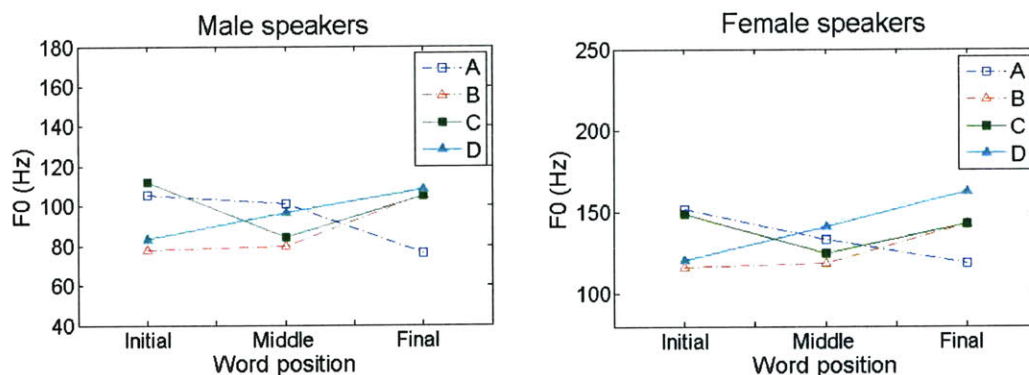 Male speakers
180
160
140
120
100
80
60
40
F0 (Hz)
A
B
C
D
Initial Middle Final
Word position
Female speakers
250
200
150
100
F0 (Hz)
A
B
C
D
Initial Middle Final
Word position